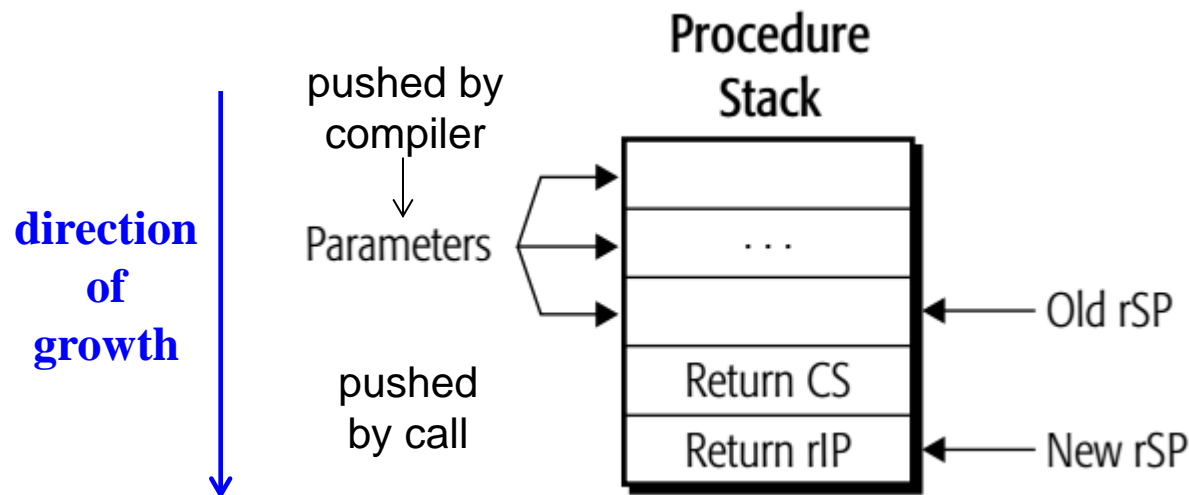 Procedure
Stack
pushed by
compiler
direction
of
growth
Parameters
. . .
Old rSP
pushed
by call
Return CS
Return rIP
New rSP